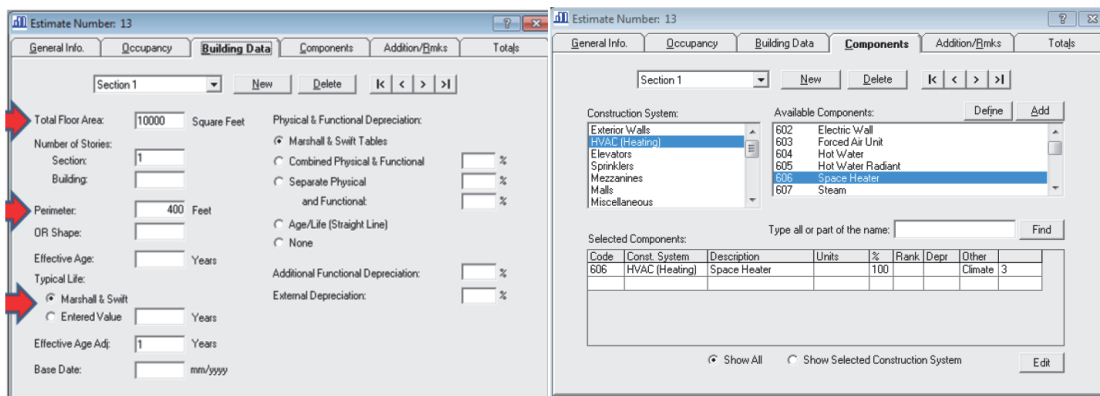 Estimate Number: 13
General Info. Occupancy Building Data Components Addition/Rmks Totals
Section 1 New Delete
Total Floor Area: 10000 Square Feet
Number of Stories:
Section: 1
Building:
Perimeter: 400 Feet
OR Shape:
Effective Age: Years
Typical Life:
Marshall & Swift
Entered Value Years
Effective Age Adj: 1 Years
Base Date: mm/yyyy
Physical & Functional Depreciation:
Marshall & Swift Tables
Combined Physical & Functional %
Separate Physical %
and Functional: %
Age/Life (Straight Line)
None
Additional Functional Depreciation: %
External Depreciation: %
Estimate Number: 13
General Info. Occupancy Building Data Components Addition/Rmks Totals
Section 1 New Delete
Construction System:
Exterior Walls
HVAC (Heating)
Elevators
Sprinklers
Mezzanines
Malls
Miscellaneous
Available Components: Define Add
602 Electric Wall
603 Forced Air Unit
604 Hot Water
605 Hot Water Radiant
606 Space Heater
607 Steam
Type all or part of the name: Find
Selected Components:
Code Const. System Description Units % Rank Depr Other
606 HVAC (Heating) Space Heater 100 Climate 3
Show All Show Selected Construction System Edit